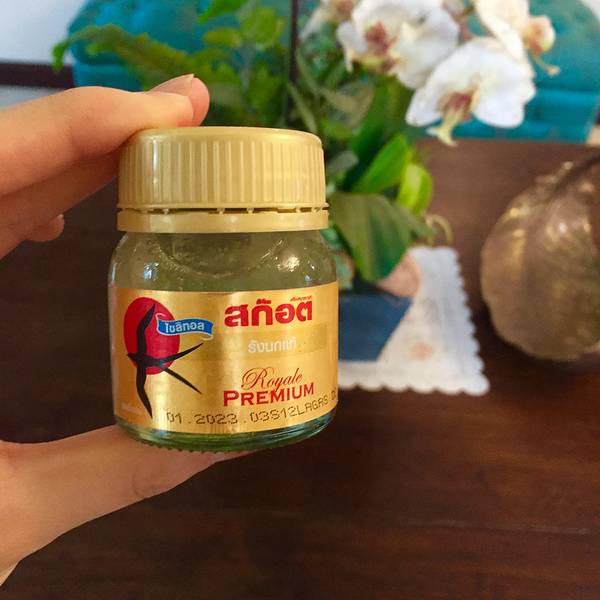 สก๊อต
ไซลิทอล
รังนกแท้
Royale
PREMIUM
01.2023.03S12LAGAS